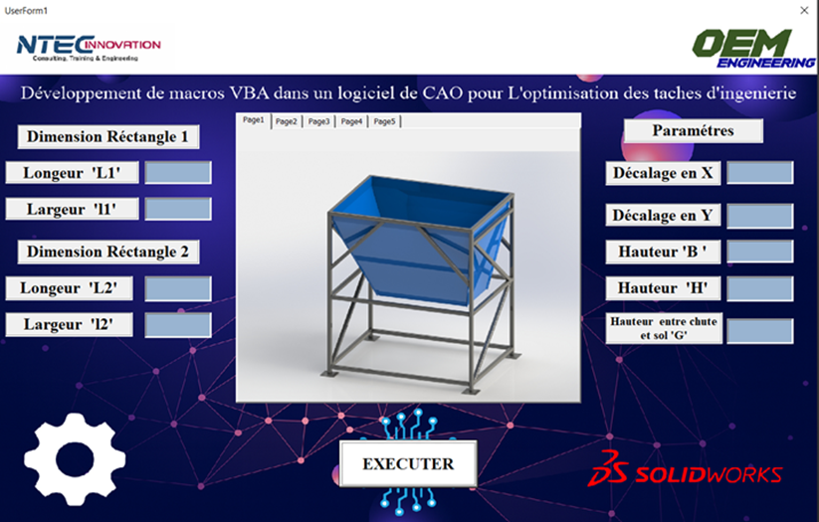 UserForm1
NTEC INNOVATION
Consulting, Training & Engineering
OEM
ENGINEERING
Développement de macros VBA dans un logiciel de CAO pour L'optimisation des taches d'ingenierie
Dimension Réctangle 1
Longeur 'L1'
Largeur 'l1'
Dimension Réctangle 2
Longeur 'L2'
Largeur 'l2'
Page1 Page2 Page3 Page4 Page5
Paramétres
Décalage en X
Décalage en Y
Hauteur 'B '
Hauteur 'H'
Hauteur entre chute
et sol 'G'
EXECUTER
DS SOLIDWORKS